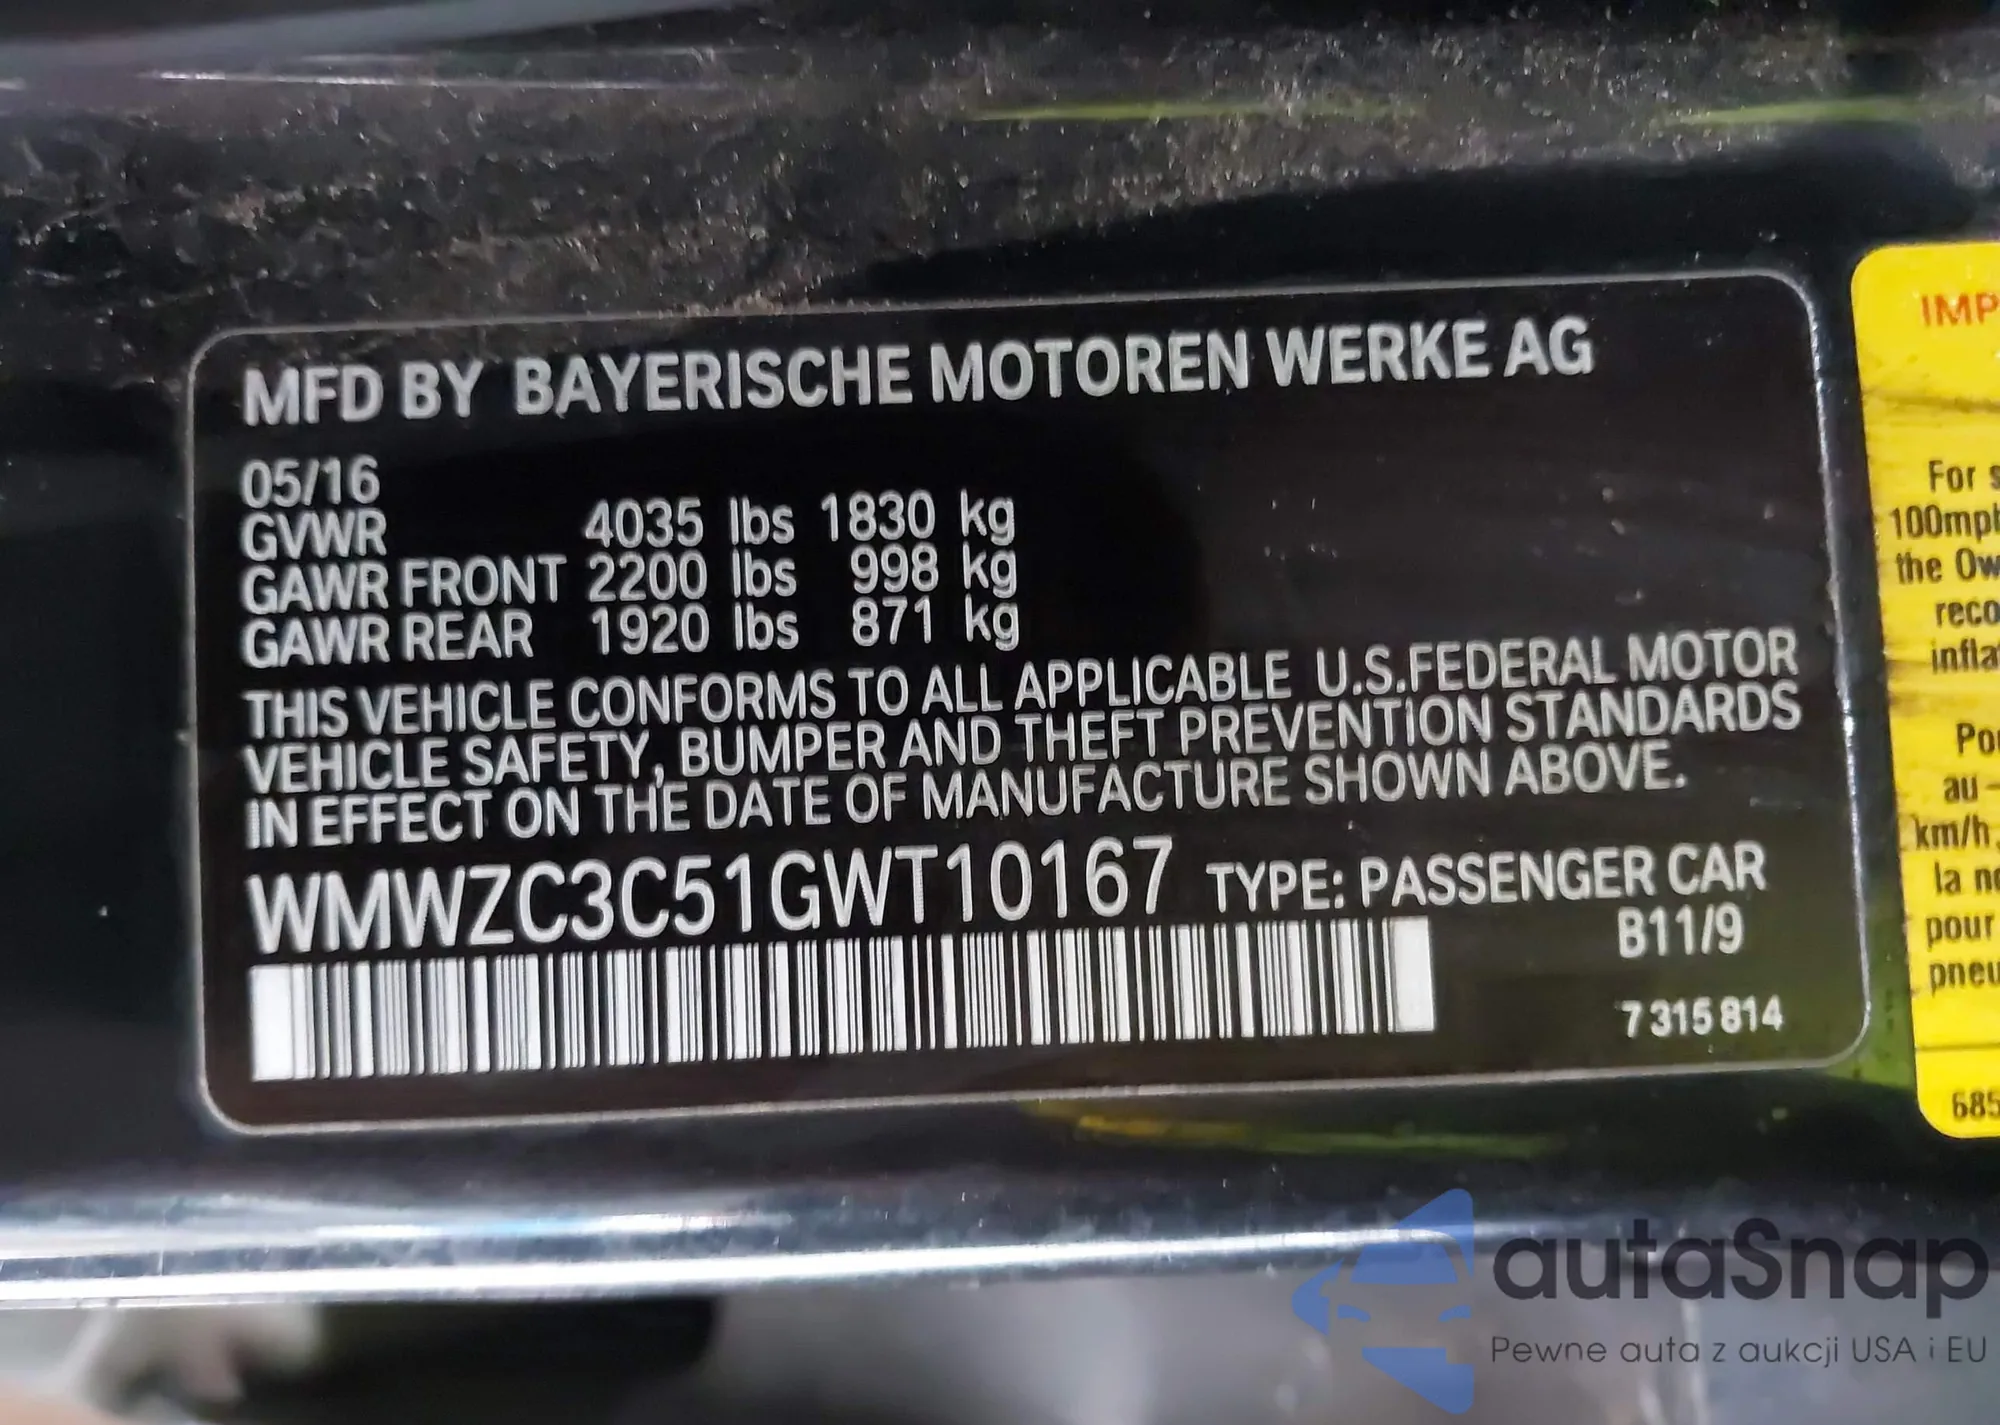 MFD BY BAYERISCHE MOTOREN WERKE AG
05/16
GVWR 4035 lbs 1830 kg
GAWR FRONT 2200 lbs 998 kg
GAWR REAR 1920 lbs 871 kg
THIS VEHICLE CONFORMS TO ALL APPLICABLE U.S.FEDERAL MOTOR
VEHICLE SAFETY, BUMPER AND THEFT PREVENTION STANDARDS
IN EFFECT ON THE DATE OF MANUFACTURE SHOWN ABOVE.
WMWZC3C51GWT10167 TYPE: PASSENGER CAR
B11/9
7 315 814
IMP
For s
100mph
the Ow
reco
infla
Pou
au-
km/h,
la no
pour
pneu
685
autaSnap
Pewne auta z aukcji USA i EU